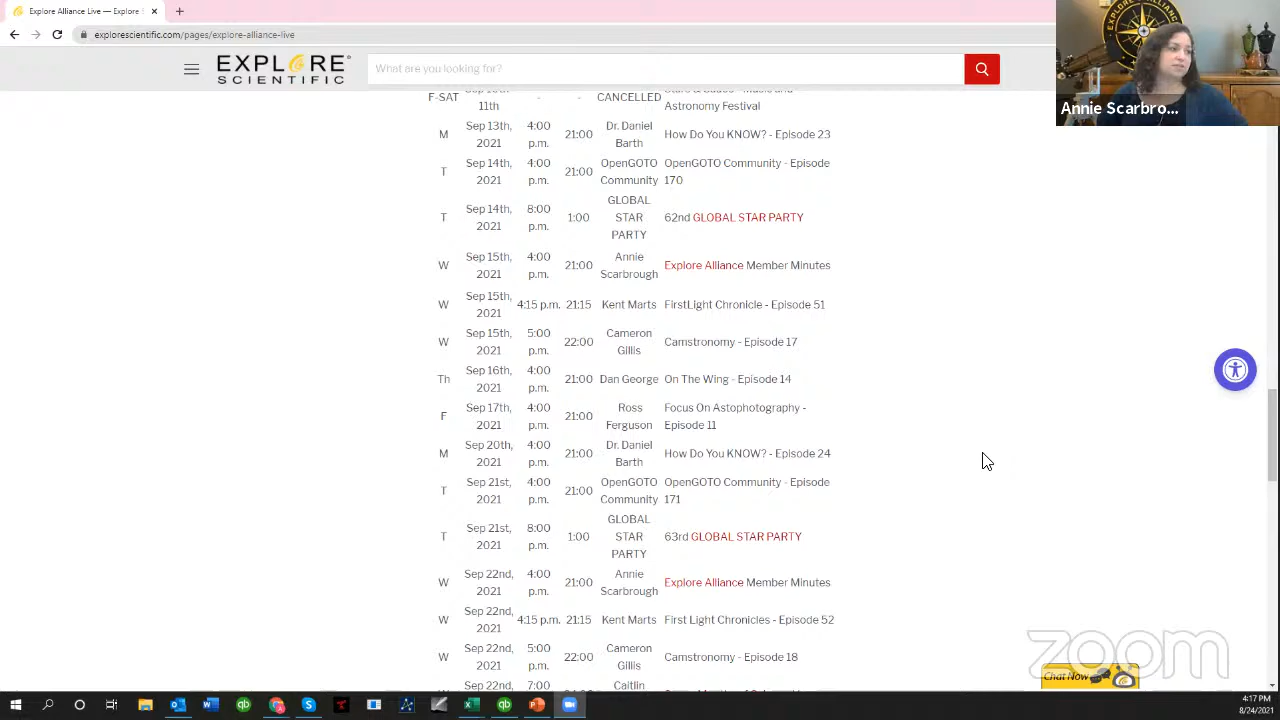 Explore Alliance Live — Explore S
explorescientific.com/pages/explore-alliance-live
EXPLORE
SCIENTIFIC
What are you looking for?
EXPLORE ALLIANCE
Annie Scarbro...
F-SAT
11th
-
-
CANCELLED
Astronomy Festival
M Sep 13th, 2021 4:00 p.m. 21:00 Dr. Daniel Barth How Do You KNOW? - Episode 23
T Sep 14th, 2021 4:00 p.m. 21:00 OpenGOTO Community OpenGOTO Community - Episode 170
T Sep 14th, 2021 8:00 p.m. 1:00 GLOBAL STAR PARTY 62nd GLOBAL STAR PARTY
W Sep 15th, 2021 4:00 p.m. 21:00 Annie Scarbrough Explore Alliance Member Minutes
W Sep 15th, 2021 4:15 p.m. 21:15 Kent Marts FirstLight Chronicle - Episode 51
W Sep 15th, 2021 5:00 p.m. 22:00 Cameron Gillis Camstronomy - Episode 17
Th Sep 16th, 2021 4:00 p.m. 21:00 Dan George On The Wing - Episode 14
F Sep 17th, 2021 4:00 p.m. 21:00 Ross Ferguson Focus On Astophotography - Episode 11
M Sep 20th, 2021 4:00 p.m. 21:00 Dr. Daniel Barth How Do You KNOW? - Episode 24
T Sep 21st, 2021 4:00 p.m. 21:00 OpenGOTO Community OpenGOTO Community - Episode 171
T Sep 21st, 2021 8:00 p.m. 1:00 GLOBAL STAR PARTY 63rd GLOBAL STAR PARTY
W Sep 22nd, 2021 4:00 p.m. 21:00 Annie Scarbrough Explore Alliance Member Minutes
W Sep 22nd, 2021 4:15 p.m. 21:15 Kent Marts First Light Chronicles - Episode 52
W Sep 22nd, 2021 5:00 p.m. 22:00 Cameron Gillis Camstronomy - Episode 18
Sep 22nd, 7:00 Caitlin
zoom
Chat Now
4:17 PM
8/24/2021